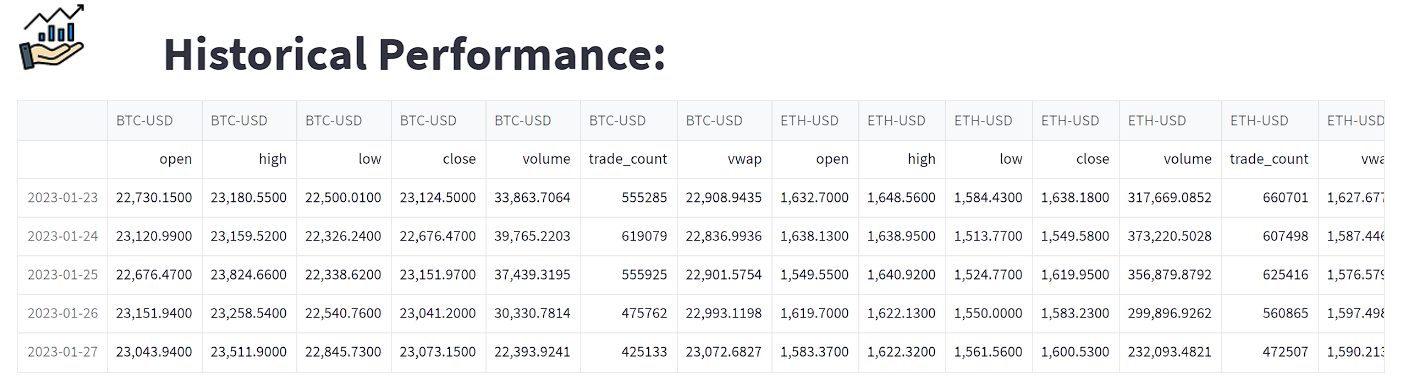 Historical Performance:
BTC-USD BTC-USD BTC-USD BTC-USD BTC-USD BTC-USD BTC-USD ETH-USD ETH-USD ETH-USD ETH-USD ETH-USD ETH-USD ETH-USD
open high low close volume trade_count vwap open high low close volume trade_count vwa
2023-01-23 22,730.1500 23,180.5500 22,500.0100 23,124.5000 33,863.7064 555285 22,908.9435 1,632.7000 1,648.5600 1,584.4300 1,638.1800 317,669.0852 660701 1,627.677
2023-01-24 23,120.9900 23,159.5200 22,326.2400 22,676.4700 39,765.2203 619079 22,836.9936 1,638.1300 1,638.9500 1,513.7700 1,549.5800 373,220.5028 607498 1,587.446
2023-01-25 22,676.4700 23,824.6600 22,338.6200 23,151.9700 37,439.3195 555925 22,901.5754 1,549.5500 1,640.9200 1,524.7700 1,619.9500 356,879.8792 625416 1,576.579
2023-01-26 23,151.9400 23,258.5400 22,540.7600 23,041.2000 30,330.7814 475762 22,993.1198 1,619.7000 1,622.1300 1,550.0000 1,583.2300 299,896.9262 560865 1,597.498
2023-01-27 23,043.9400 23,511.9000 22,845.7300 23,073.1500 22,393.9241 425133 23,072.6827 1,583.3700 1,622.3200 1,561.5600 1,600.5300 232,093.4821 472507 1,590.213